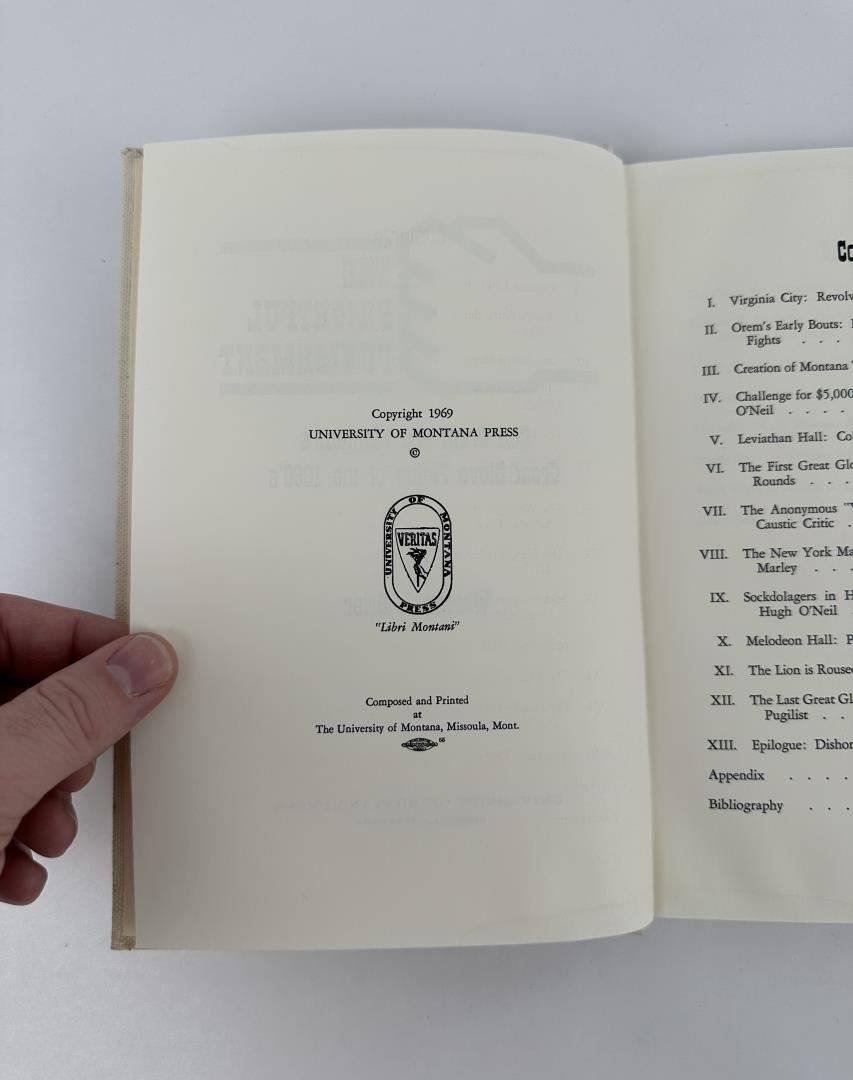 Copyright 1969
UNIVERSITY OF MONTANA PRESS
©
UNIVERSITY OF MONTANA
VERITAS
PRESS
"Libri Montani"
Composed and Printed
at
The University of Montana, Missoula, Mont.
Co
I. Virginia City: Revolv
II. Orem's Early Bouts:
Fights . . .
III. Creation of Montana
IV. Challenge for $5,000
O'Neil . . . .
V. Leviathan Hall: Co
VI. The First Great Glo
Rounds . . .
VII. The Anonymous "
Caustic Critic .
VIII. The New York Ma
Marley . . .
IX. Sockdolagers in H
Hugh O'Neil
X. Melodeon Hall: P
XI. The Lion is Rouse
XII. The Last Great Gl
Pugilist . .
XIII. Epilogue: Dishon
Appendix . . . .
Bibliography . . .